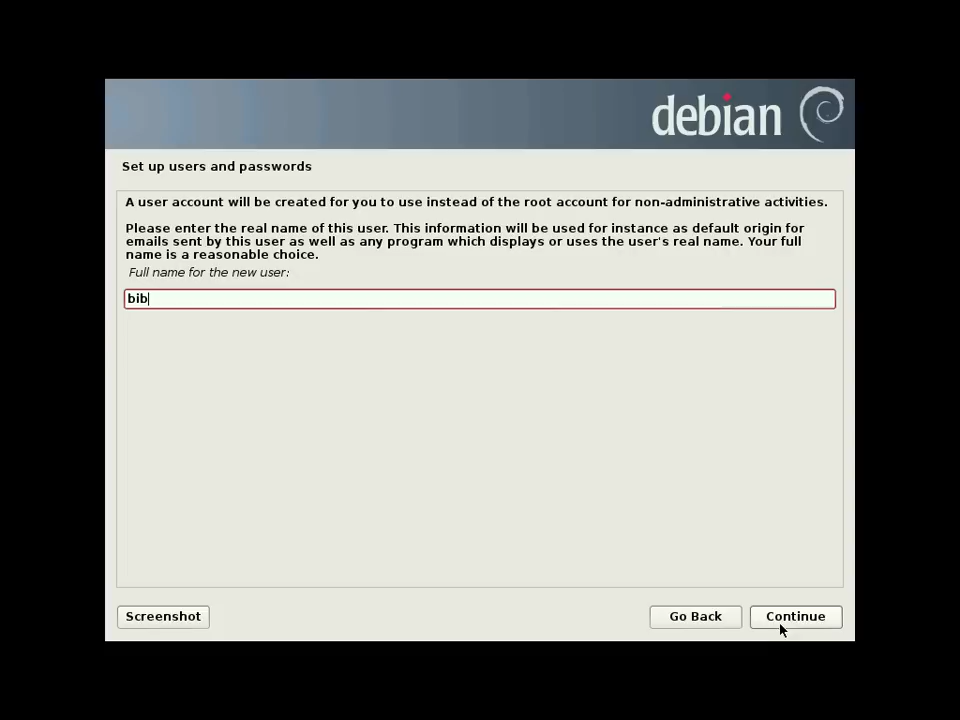 debian
Set up users and passwords
A user account will be created for you to use instead of the root account for non-administrative activities.
Please enter the real name of this user. This information will be used for instance as default origin for
emails sent by this user as well as any program which displays or uses the user's real name. Your full
name is a reasonable choice.
Full name for the new user:
bib
Screenshot
Go Back
Continue